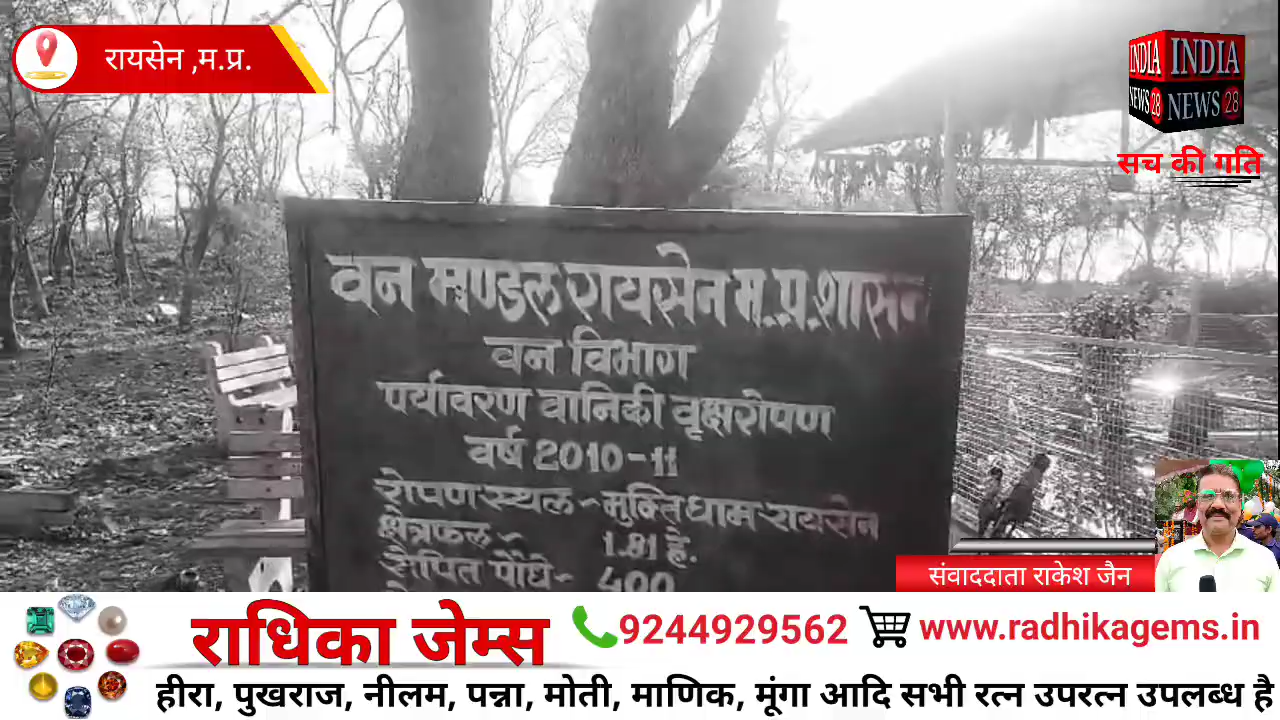 रायसेन ,म.प्र.
INDIA INDIA
NEWS 28 NEWS 28
सच की गति
वन मण्डल रायसेन म.प्र.शासन
वन विभाग
पर्यावरण वानिकी वृक्षरोपण
वर्ष 2010-11
रोपण स्थल - मुक्तिधाम रायसेन
क्षेत्रफल - 1.81 हे.
रोपित पौधे - 400
संवाददाता राकेश जैन
राधिका जेम्स 9244929562 www.radhikagems.in
हीरा, पुखराज, नीलम, पन्ना, मोती, माणिक, मूंगा आदि सभी रत्न उपरत्न उपलब्ध है